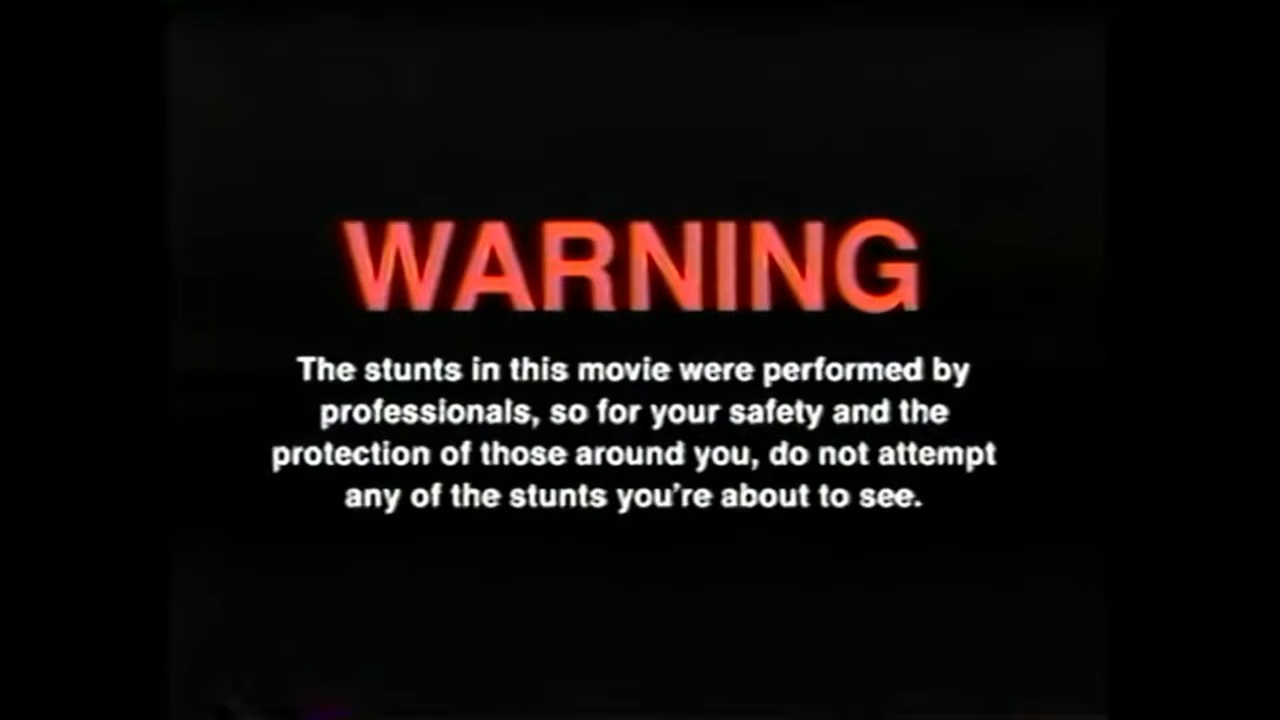 WARNING
The stunts in this movie were performed by
professionals, so for your safety and the
protection of those around you, do not attempt
any of the stunts you're about to see.